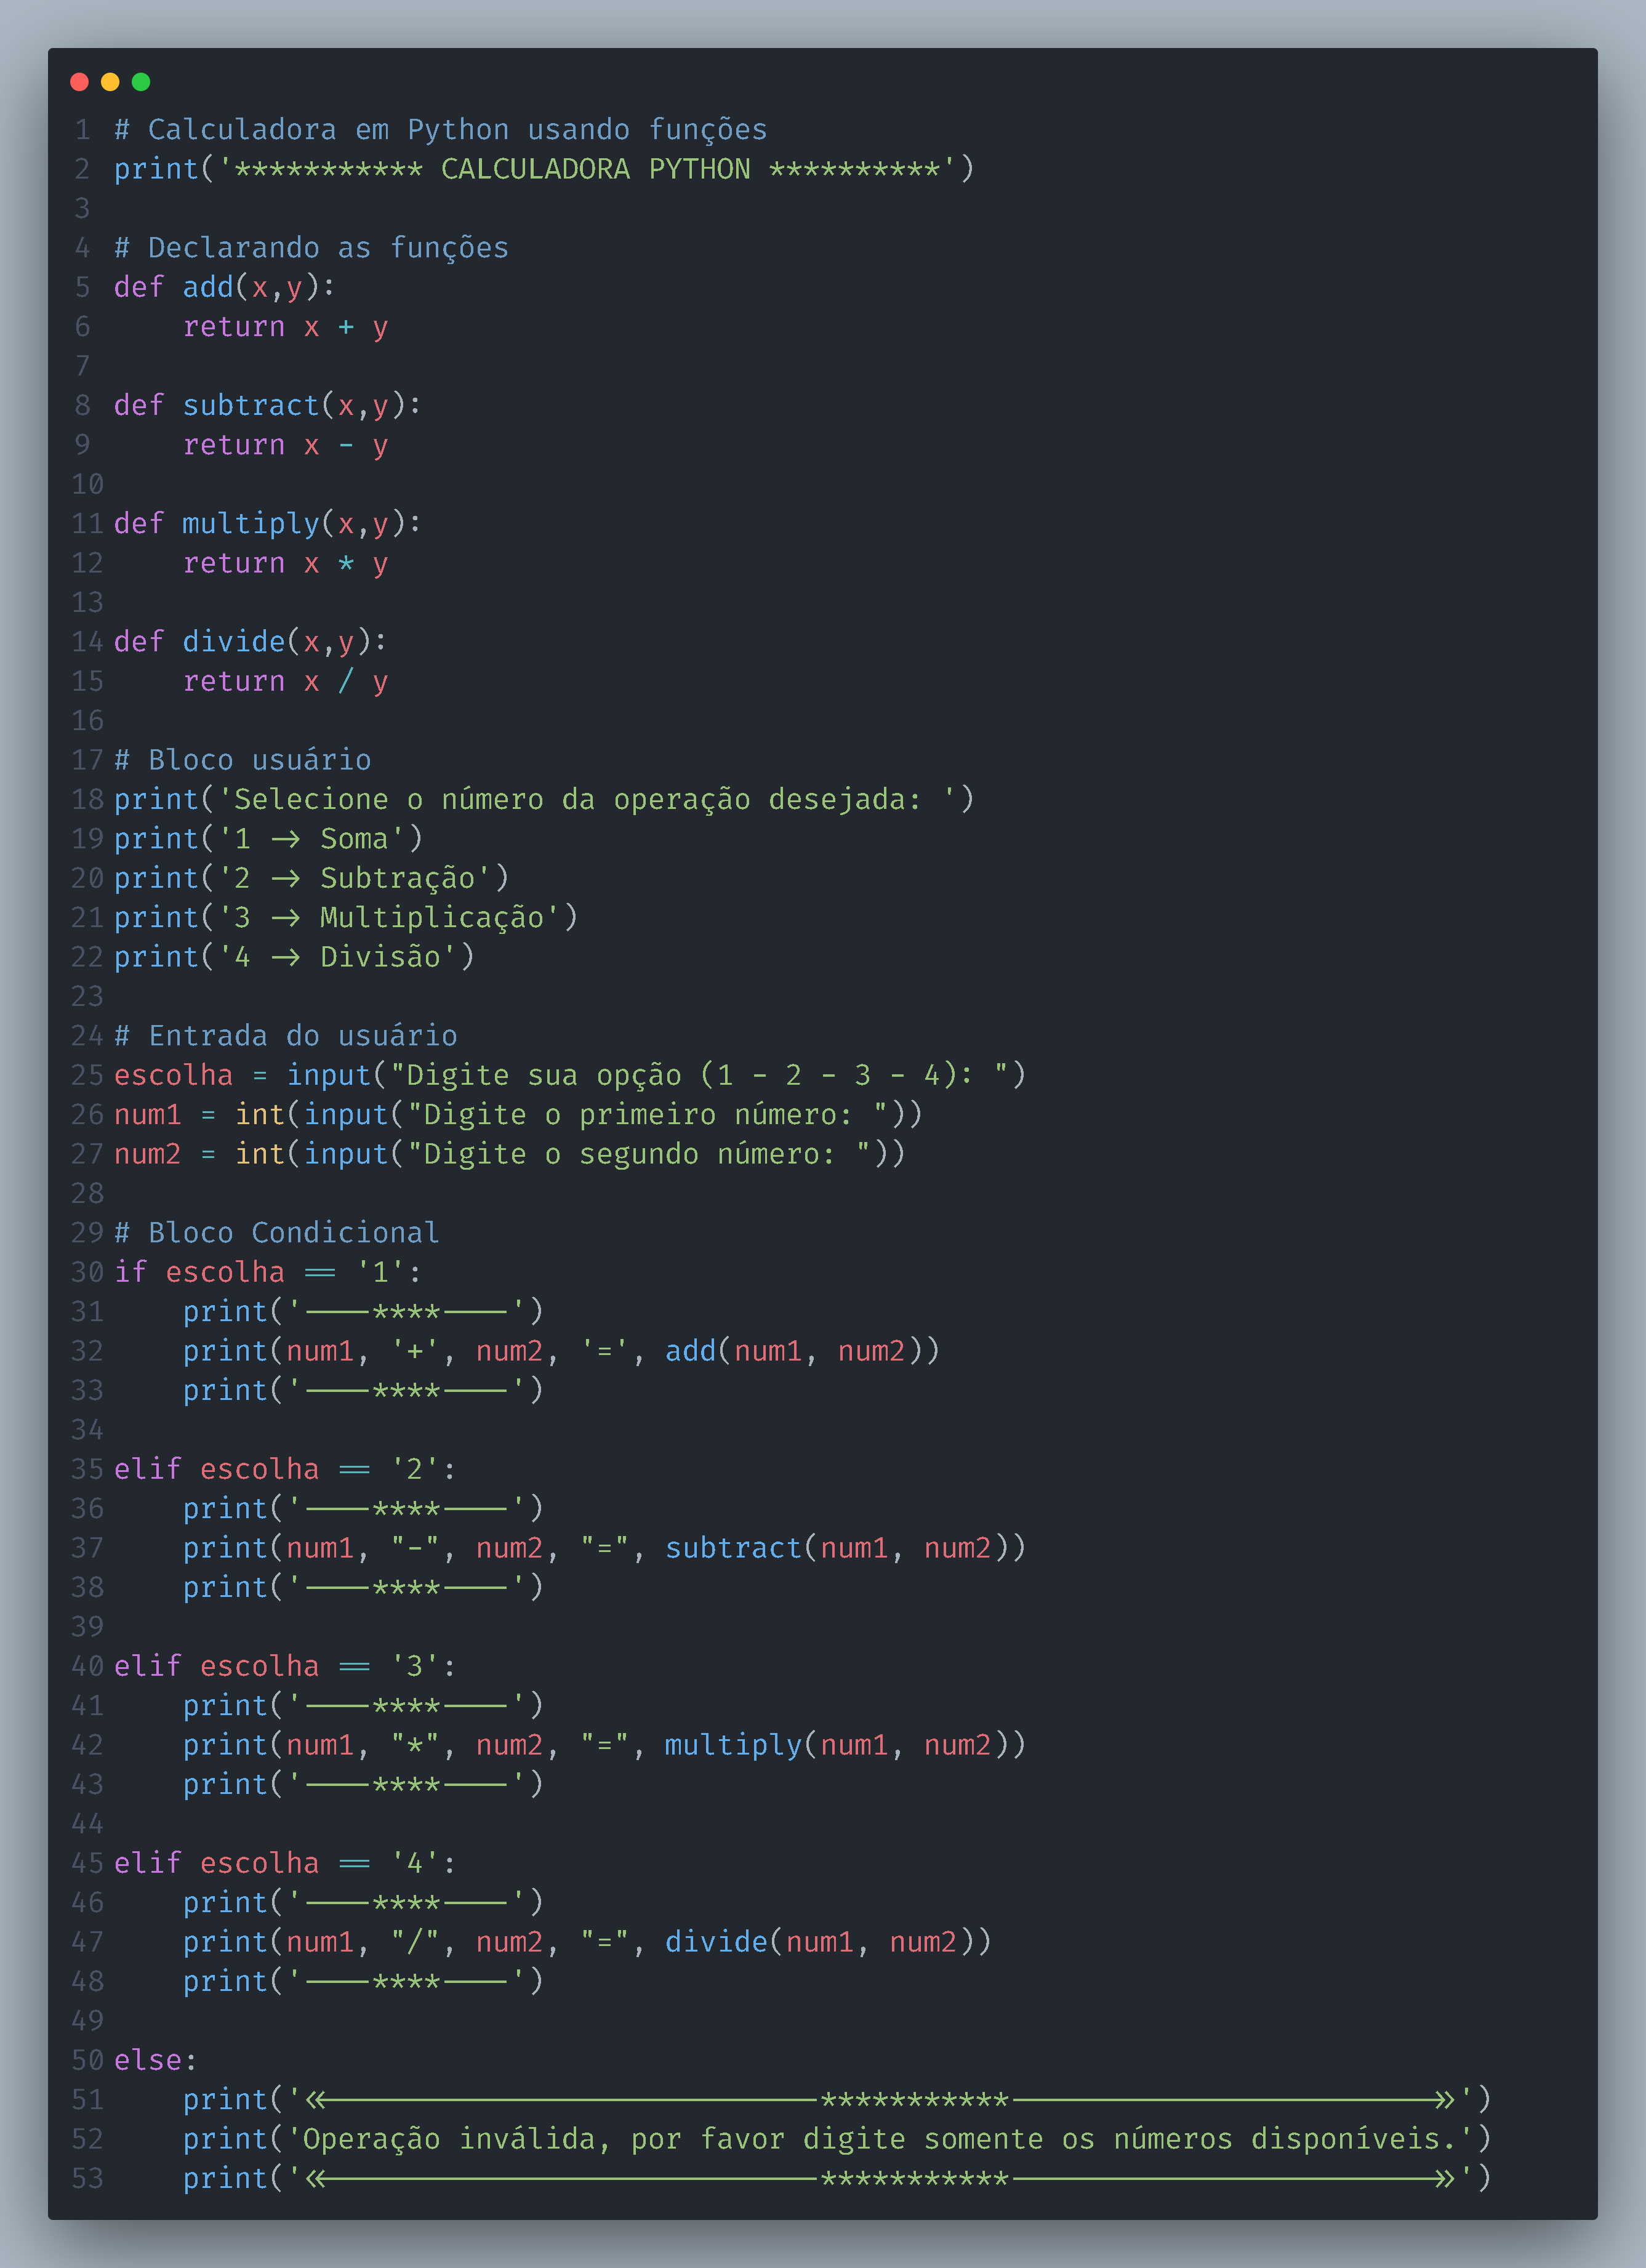 1 # Calculadora em Python usando funções
2 print('*********** CALCULADORA PYTHON **********')
3
4 # Declarando as funções
5 def add(x,y):
6     return x + y
7
8 def subtract(x,y):
9     return x - y
10
11 def multiply(x,y):
12     return x * y
13
14 def divide(x,y):
15     return x / y
16
17 # Bloco usuário
18 print('Selecione o número da operação desejada: ')
19 print('1 -> Soma')
20 print('2 -> Subtração')
21 print('3 -> Multiplicação')
22 print('4 -> Divisão')
23
24 # Entrada do usuário
25 escolha = input("Digite sua opção (1 - 2 - 3 - 4): ")
26 num1 = int(input("Digite o primeiro número: "))
27 num2 = int(input("Digite o segundo número: "))
28
29 # Bloco Condicional
30 if escolha == '1':
31     print('----****----')
32     print(num1, '+', num2, '=', add(num1, num2))
33     print('----****----')
34
35 elif escolha == '2':
36     print('----****----')
37     print(num1, "-", num2, "=", subtract(num1, num2))
38     print('----****----')
39
40 elif escolha == '3':
41     print('----****----')
42     print(num1, "*", num2, "=", multiply(num1, num2))
43     print('----****----')
44
45 elif escolha == '4':
46     print('----****----')
47     print(num1, "/", num2, "=", divide(num1, num2))
48     print('----****----')
49
50 else:
51     print('<<----------------------------***********------------------------>>')
52     print('Operação inválida, por favor digite somente os números disponíveis.')
53     print('<<----------------------------***********------------------------>>')